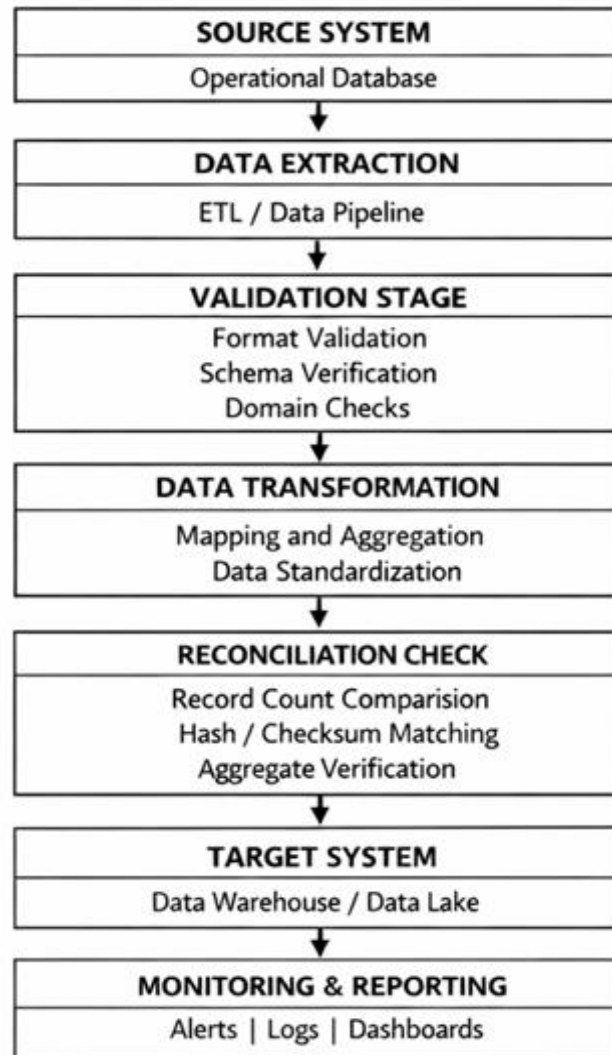 SOURCE SYSTEM
Operational Database
DATA EXTRACTION
ETL / Data Pipeline
VALIDATION STAGE
Format Validation
Schema Verification
Domain Checks
DATA TRANSFORMATION
Mapping and Aggregation
Data Standardization
RECONCILIATION CHECK
Record Count Comparision
Hash / Checksum Matching
Aggregate Verification
TARGET SYSTEM
Data Warehouse / Data Lake
MONITORING & REPORTING
Alerts | Logs | Dashboards